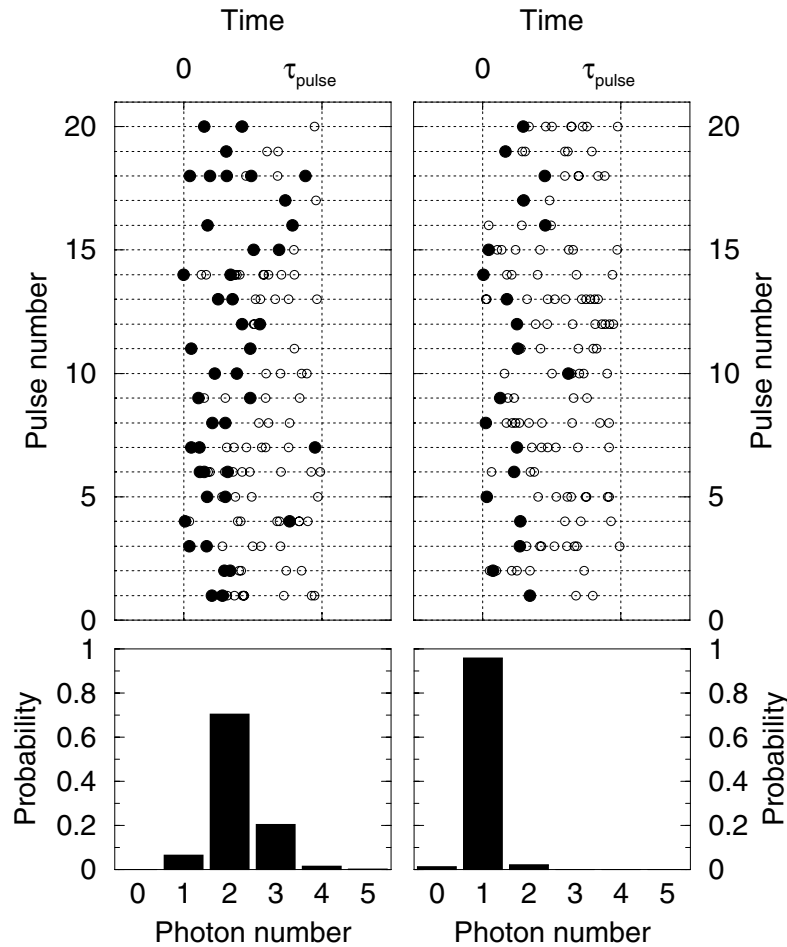 Time Time
0 τpulse 0 τpulse
20 20
15 15
Pulse number Pulse number
10 10
5 5
0 0
1 1
0.8 0.8
0.6 0.6
Probability Probability
0.4 0.4
0.2 0.2
0 0
0 1 2 3 4 5 0 1 2 3 4 5
Photon number Photon number